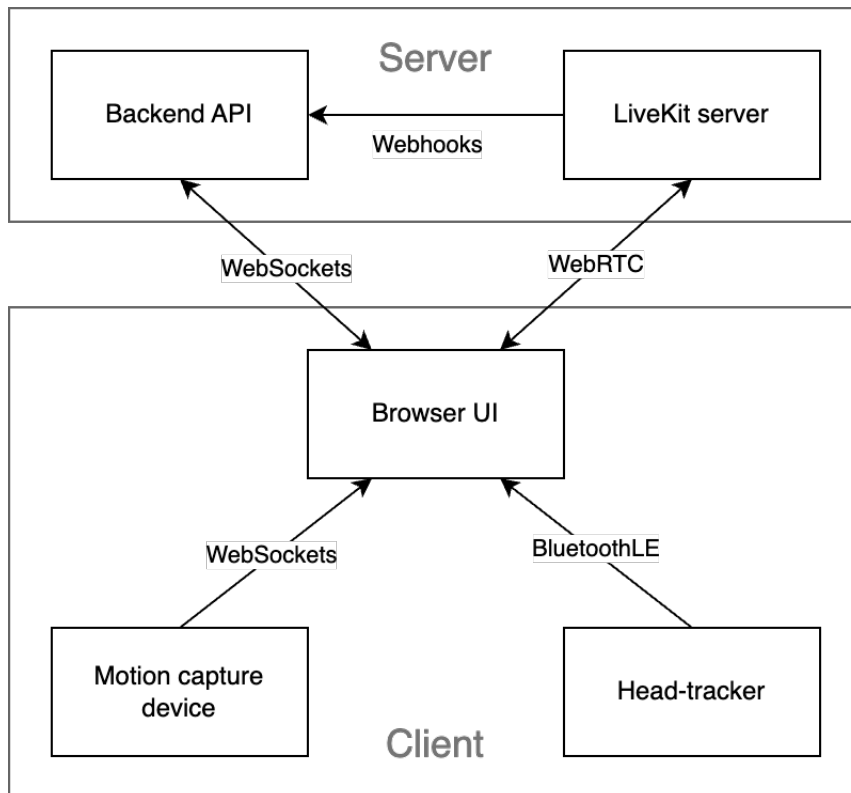 Server
Backend API
LiveKit server
Webhooks
WebSockets
WebRTC
Browser UI
WebSockets
BluetoothLE
Motion capture
device
Head-tracker
Client